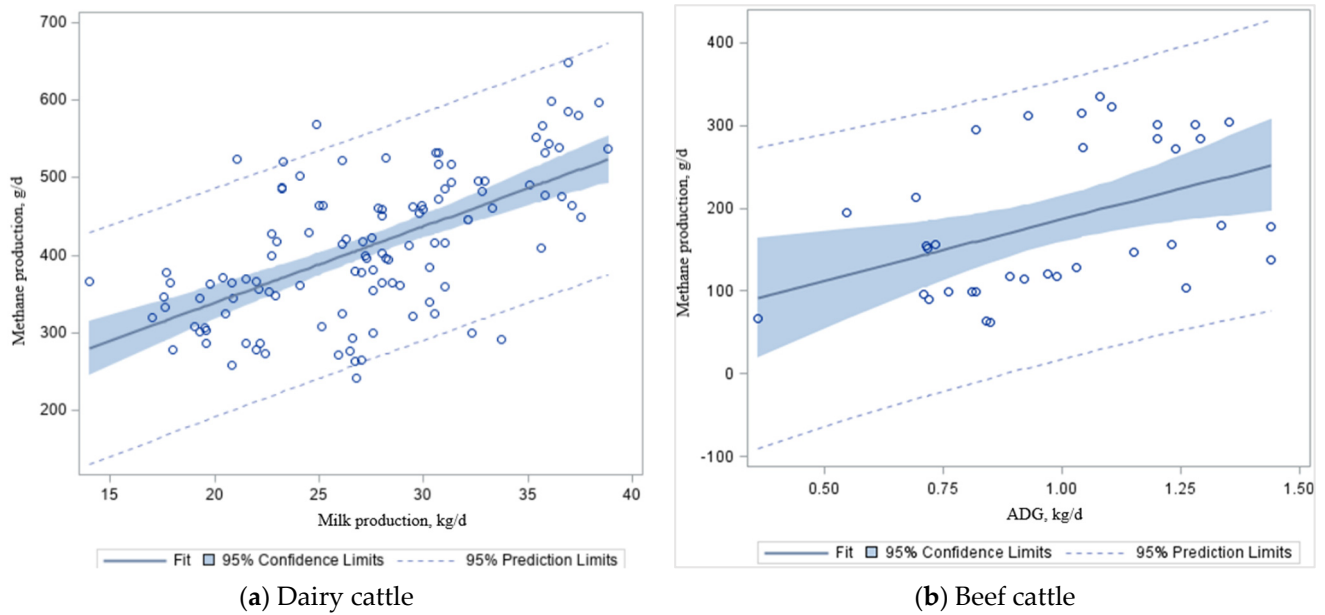 700
600
500
400
300
200
Methane production, g/d
15 20 25 30 35 40
Milk production, kg/d
Fit 95% Confidence Limits 95% Prediction Limits
(a) Dairy cattle
400
300
200
100
0
-100
Methane production, g/d
0.50 0.75 1.00 1.25 1.50
ADG, kg/d
Fit 95% Confidence Limits 95% Prediction Limits
(b) Beef cattle